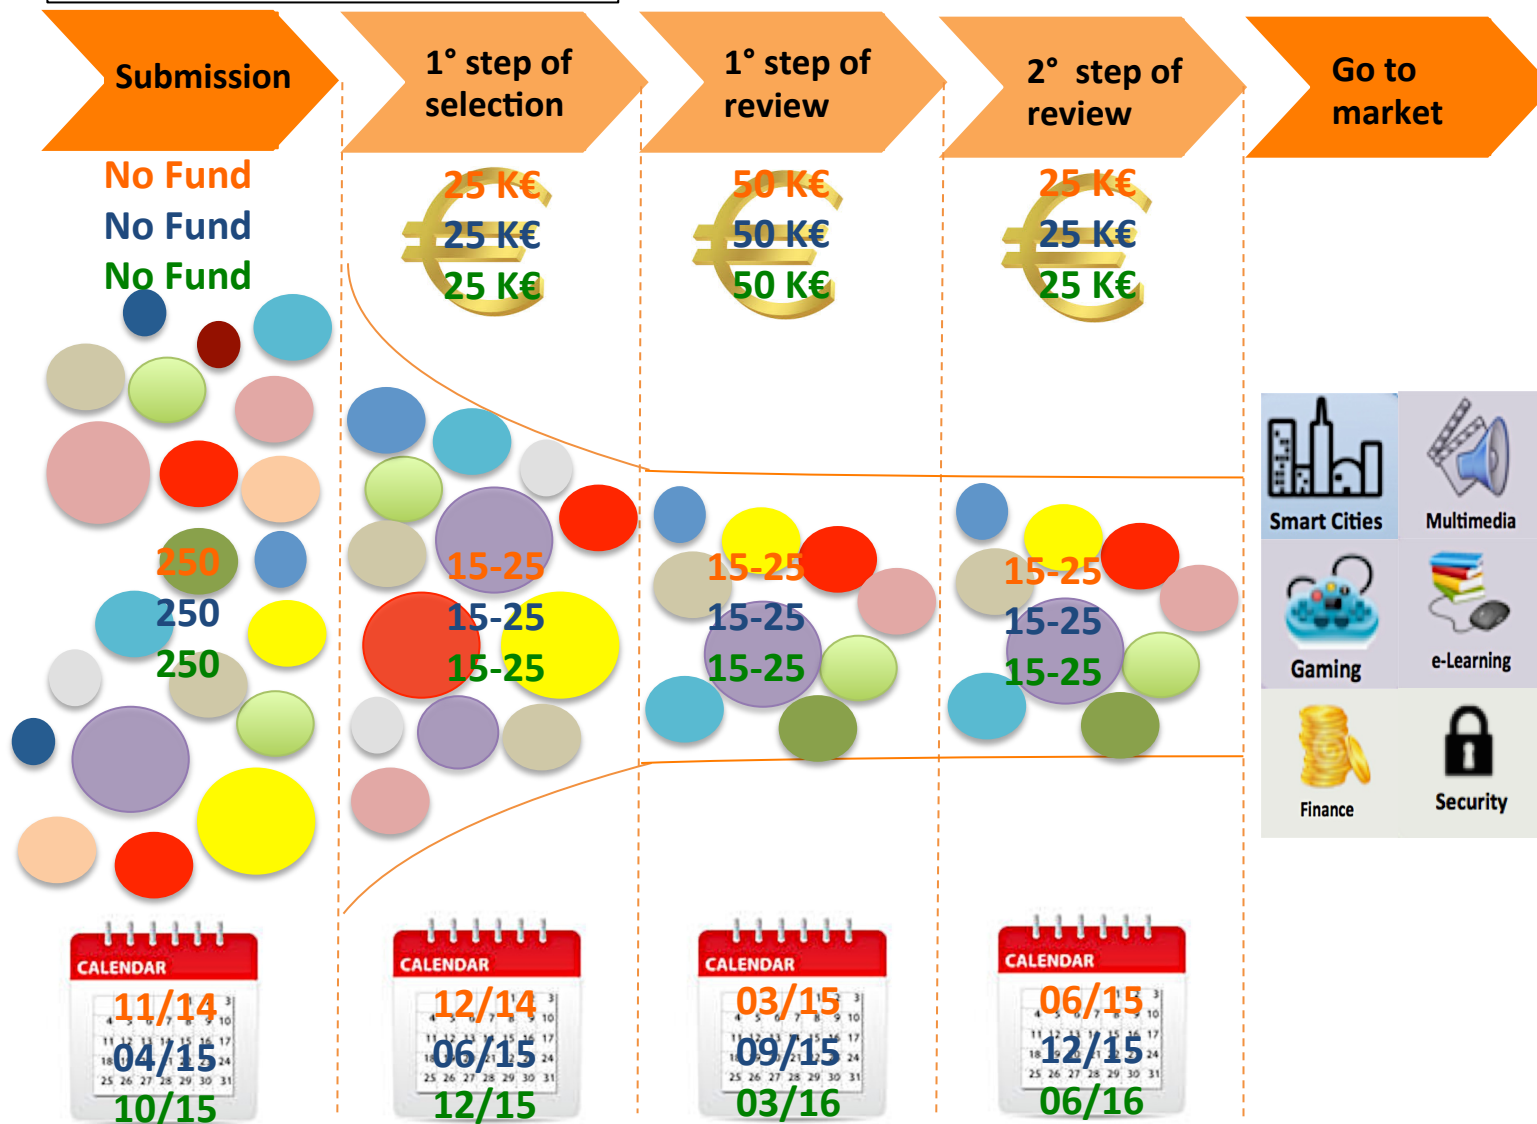 Submission
1° step of
selection
1° step of
review
2° step of
review
Go to
market
No Fund
No Fund
No Fund
25 K€
25 K€
25 K€
50 K€
50 K€
50 K€
25 K€
25 K€
25 K€
250
250
250
15-25
15-25
15-25
15-25
15-25
15-25
15-25
15-25
15-25
Smart Cities
Multimedia
Gaming
e-Learning
Finance
Security
CALENDAR
11/14
04/15
10/15
CALENDAR
12/14
06/15
12/15
CALENDAR
03/15
09/15
03/16
CALENDAR
06/15
12/15
06/16